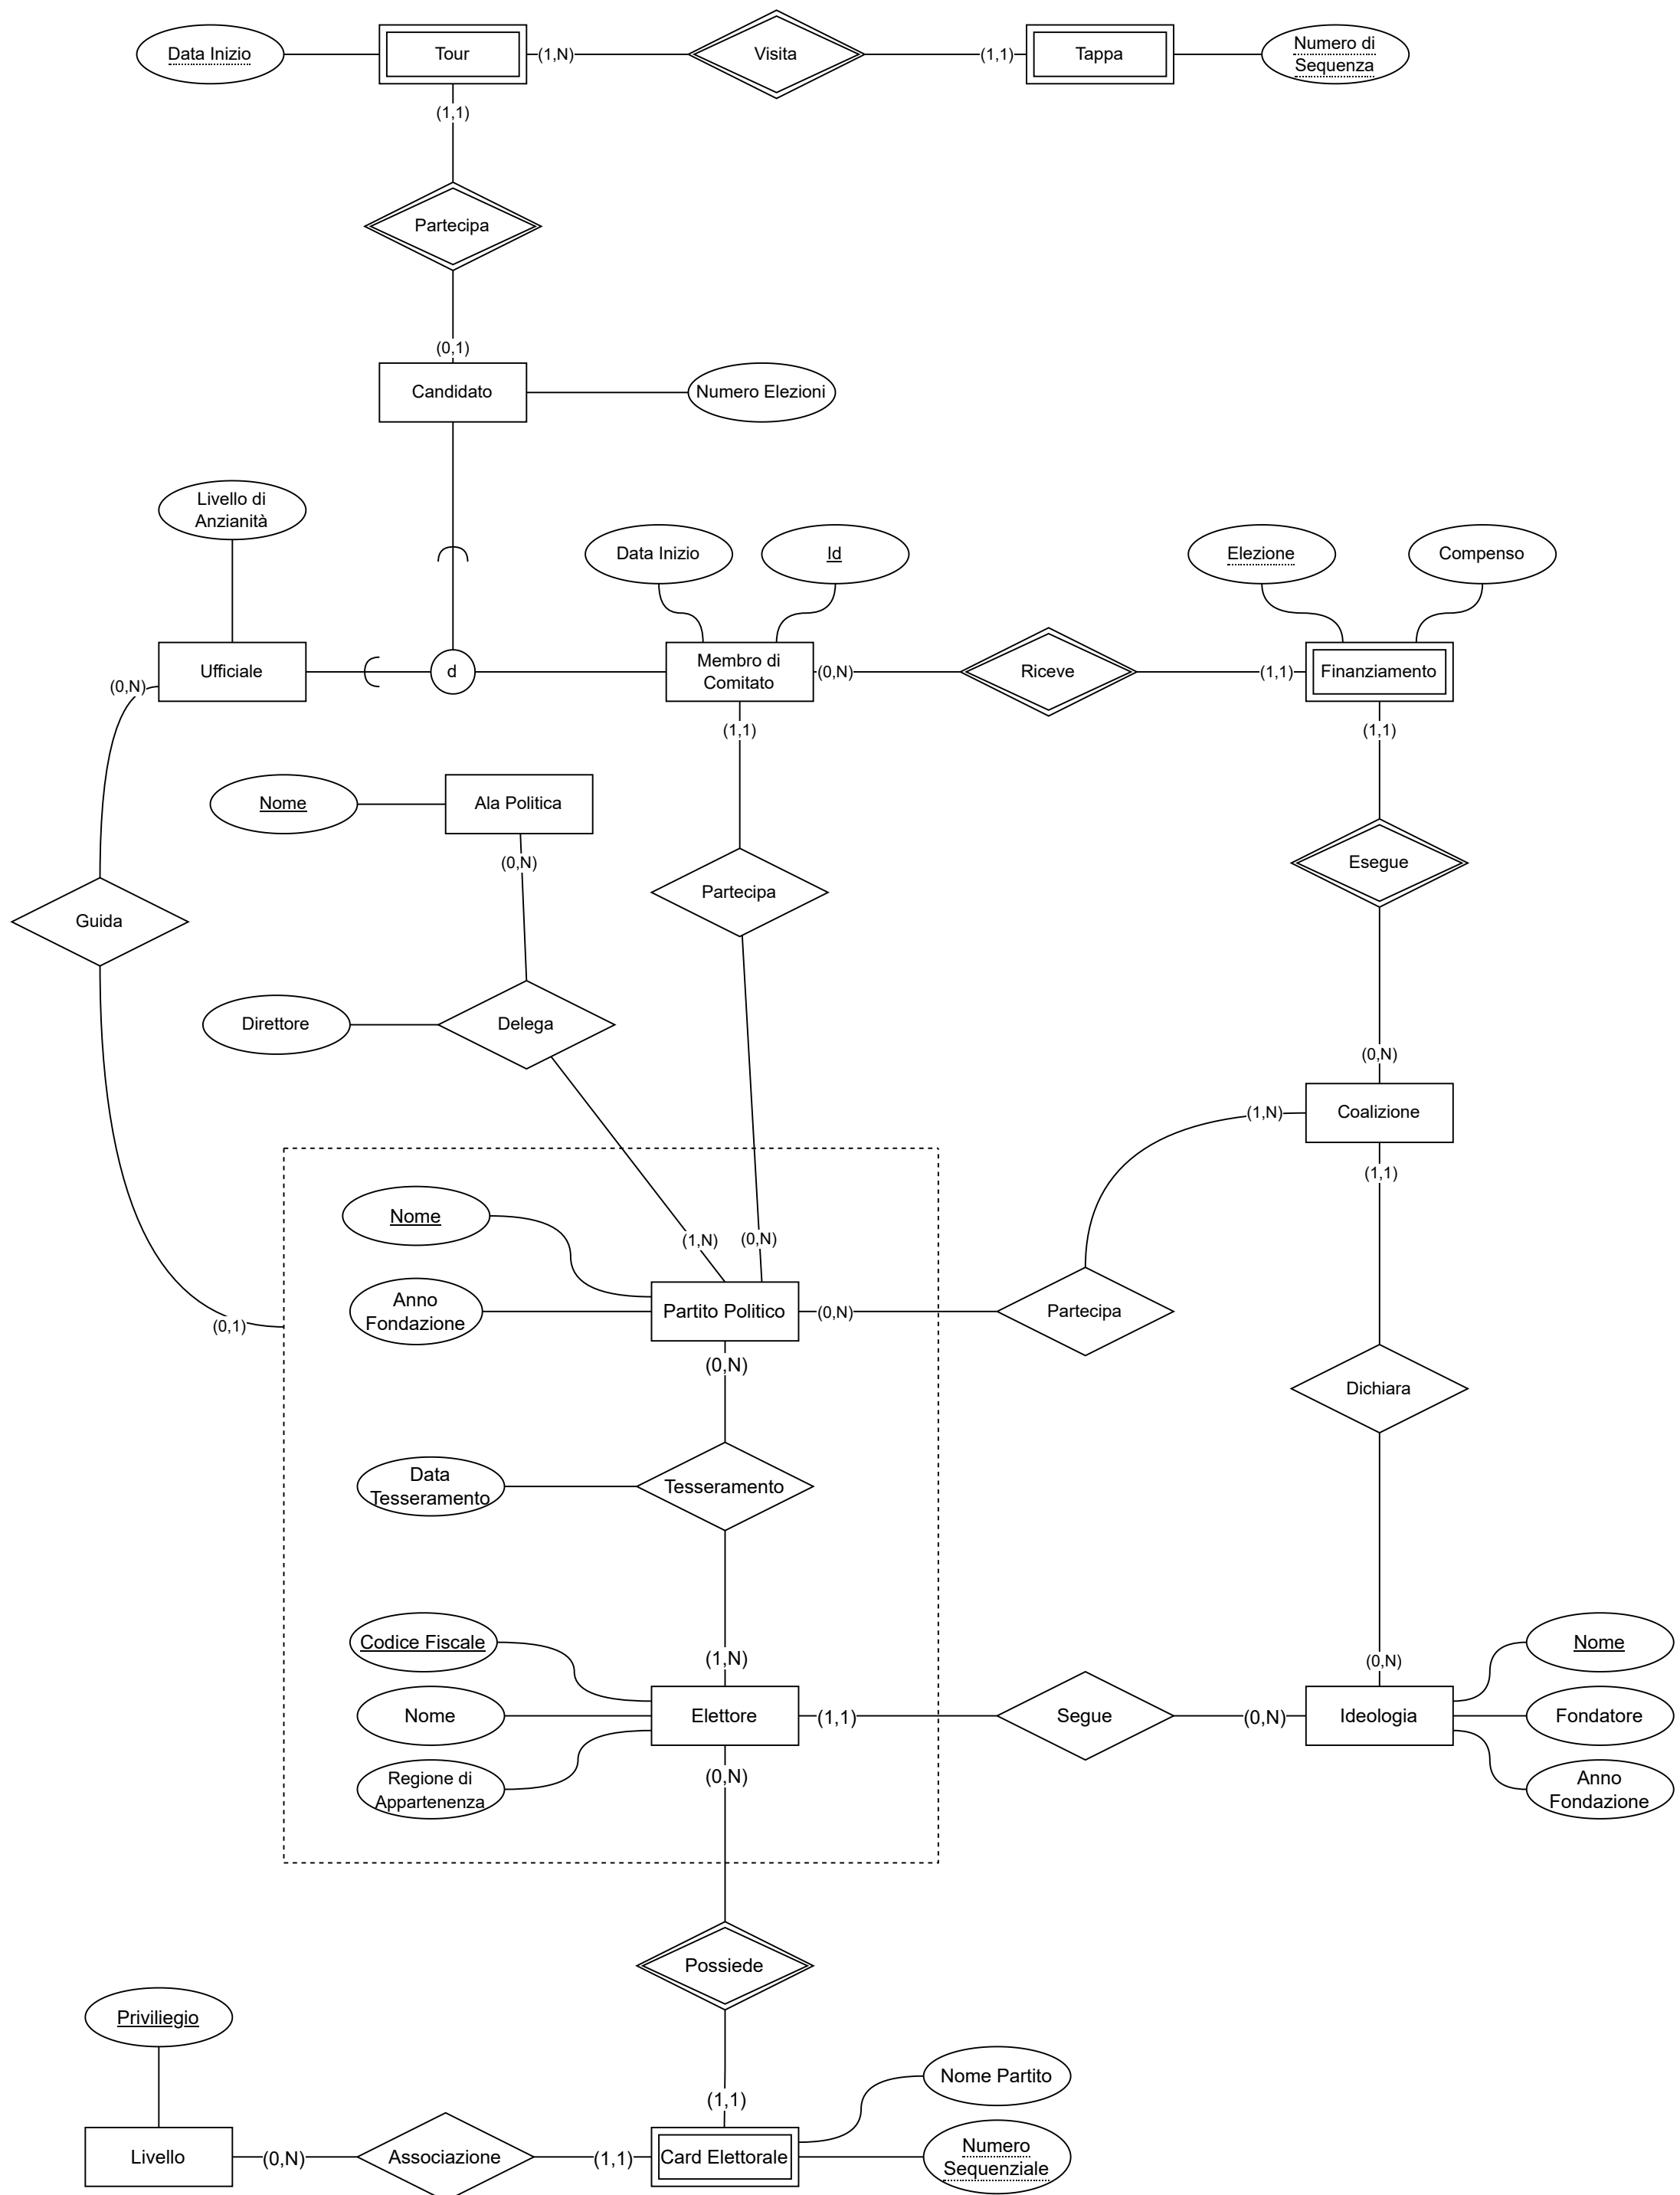 Data Inizio
Tour
(1,N)
Visita
(1,1)
Tappa
Numero di
Sequenza
(1,1)
Partecipa
(0,1)
Candidato
Numero Elezioni
Livello di
Anzianità
Data Inizio
Id
Elezione
Compenso
Ufficiale
d
Membro di
Comitato
(0,N)
Riceve
(1,1)
Finanziamento
(0,N)
(1,1)
(1,1)
Nome
Ala Politica
(0,N)
Partecipa
Esegue
Guida
Direttore
Delega
(0,N)
Coalizione
(1,N)
(1,1)
Nome
(1,N)
(0,N)
Anno
Fondazione
Partito Politico
(0,N)
Partecipa
(0,1)
(0,N)
Dichiara
Data
Tesseramento
Tesseramento
Codice Fiscale
(1,N)
(0,N)
Nome
Nome
Elettore
(1,1)
Segue
(0,N)
Ideologia
Fondatore
Regione di
Appartenenza
(0,N)
Anno
Fondazione
Possiede
Priviliegio
Nome Partito
(1,1)
Livello
(0,N)
Associazione
(1,1)
Card Elettorale
Numero
Sequenziale